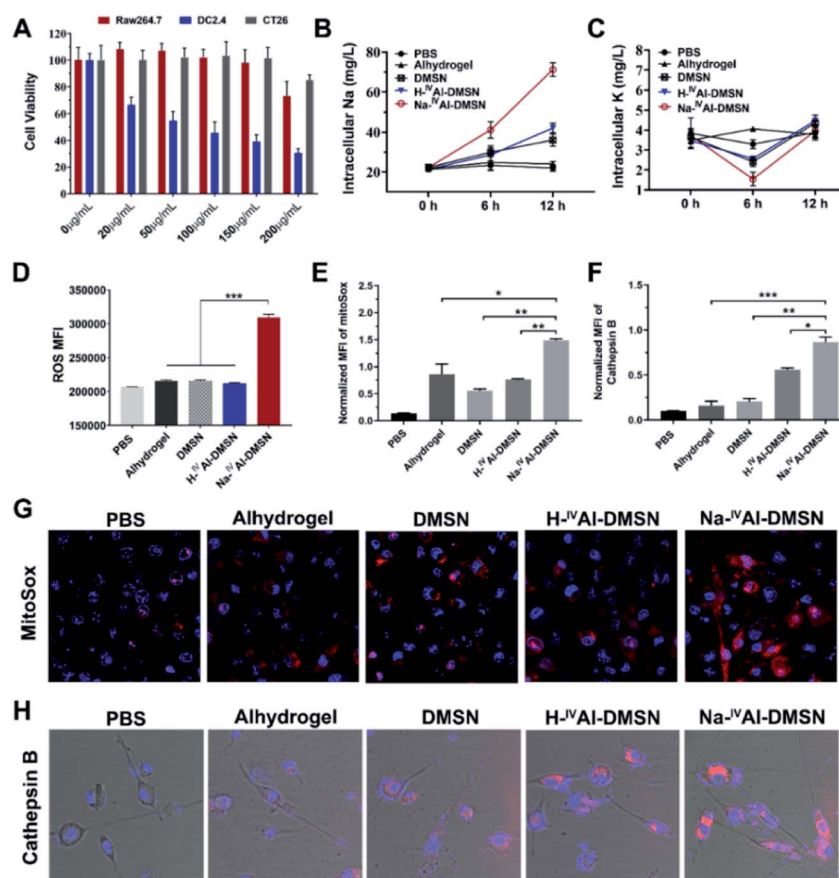 A
Raw264.7 DC2.4 CT26
Cell Viability
120
100
80
60
40
20
0
0μg/mL 20μg/mL 50μg/mL 100μg/mL 150μg/mL 200μg/mL
B
Intracellular Na (mg/L)
80
60
40
20
PBS
Alhydrogel
DMSN
H-ᴵⱽAl-DMSN
Na-ᴵⱽAl-DMSN
0 h 6 h 12 h
C
Intracellular K (mg/L)
9
8
7
6
5
4
3
2
1
PBS
Alhydrogel
DMSN
H-ᴵⱽAl-DMSN
Na-ᴵⱽAl-DMSN
0 h 6 h 12 h
D
ROS MFI
350000
300000
250000
200000
150000
***
PBS Alhydrogel DMSN H-ᴵⱽAl-DMSN Na-ᴵⱽAl-DMSN
E
Normalized MFI of mitoSox
2.5
2.0
1.5
1.0
0.5
0.0
*
**
**
PBS Alhydrogel DMSN H-ᴵⱽAl-DMSN Na-ᴵⱽAl-DMSN
F
Normalized MFI of
Cathepsin B
1.5
1.0
0.5
0.0
***
**
*
PBS Alhydrogel DMSN H-ᴵⱽAl-DMSN Na-ᴵⱽAl-DMSN
G
PBS Alhydrogel DMSN H-ᴵⱽAl-DMSN Na-ᴵⱽAl-DMSN
MitoSox
H
PBS Alhydrogel DMSN H-ᴵⱽAl-DMSN Na-ᴵⱽAl-DMSN
Cathepsin B